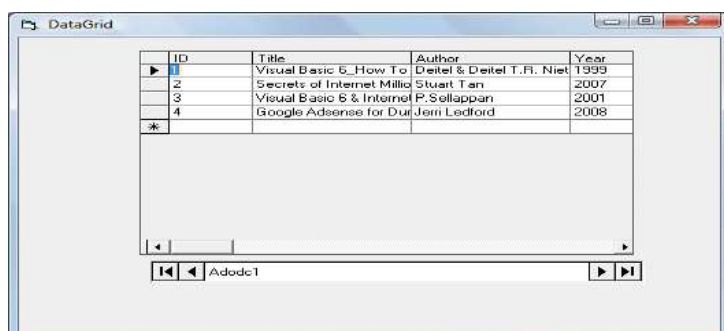 DataGrid
ID Title Author Year
1 Visual Basic 6_How To Deitel & Deitel T.R. Niet 1999
2 Secrets of Internet Millio Stuart Tan 2007
3 Visual Basic 6 & Internet P.Sellappan 2001
4 Google Adsense for Dum Jerri Ledford 2008
Adodc1